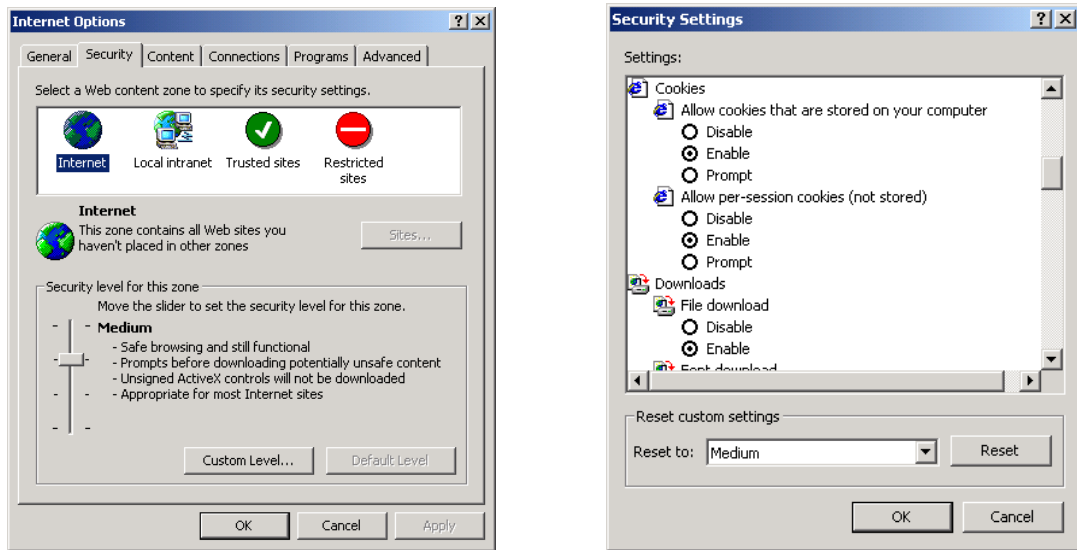 Internet Options
General Security Content Connections Programs Advanced
Select a Web content zone to specify its security settings.
Internet Local intranet Trusted sites Restricted
sites
Internet
This zone contains all Web sites you
haven't placed in other zones
Sites...
Security level for this zone
Move the slider to set the security level for this zone.
Medium
- Safe browsing and still functional
- Prompts before downloading potentially unsafe content
- Unsigned ActiveX controls will not be downloaded
- Appropriate for most Internet sites
Custom Level... Default Level
OK Cancel Apply
Security Settings
Settings:
Cookies
Allow cookies that are stored on your computer
Disable
Enable
Prompt
Allow per-session cookies (not stored)
Disable
Enable
Prompt
Downloads
File download
Disable
Enable
Font download
Reset custom settings
Reset to: Medium Reset
OK Cancel